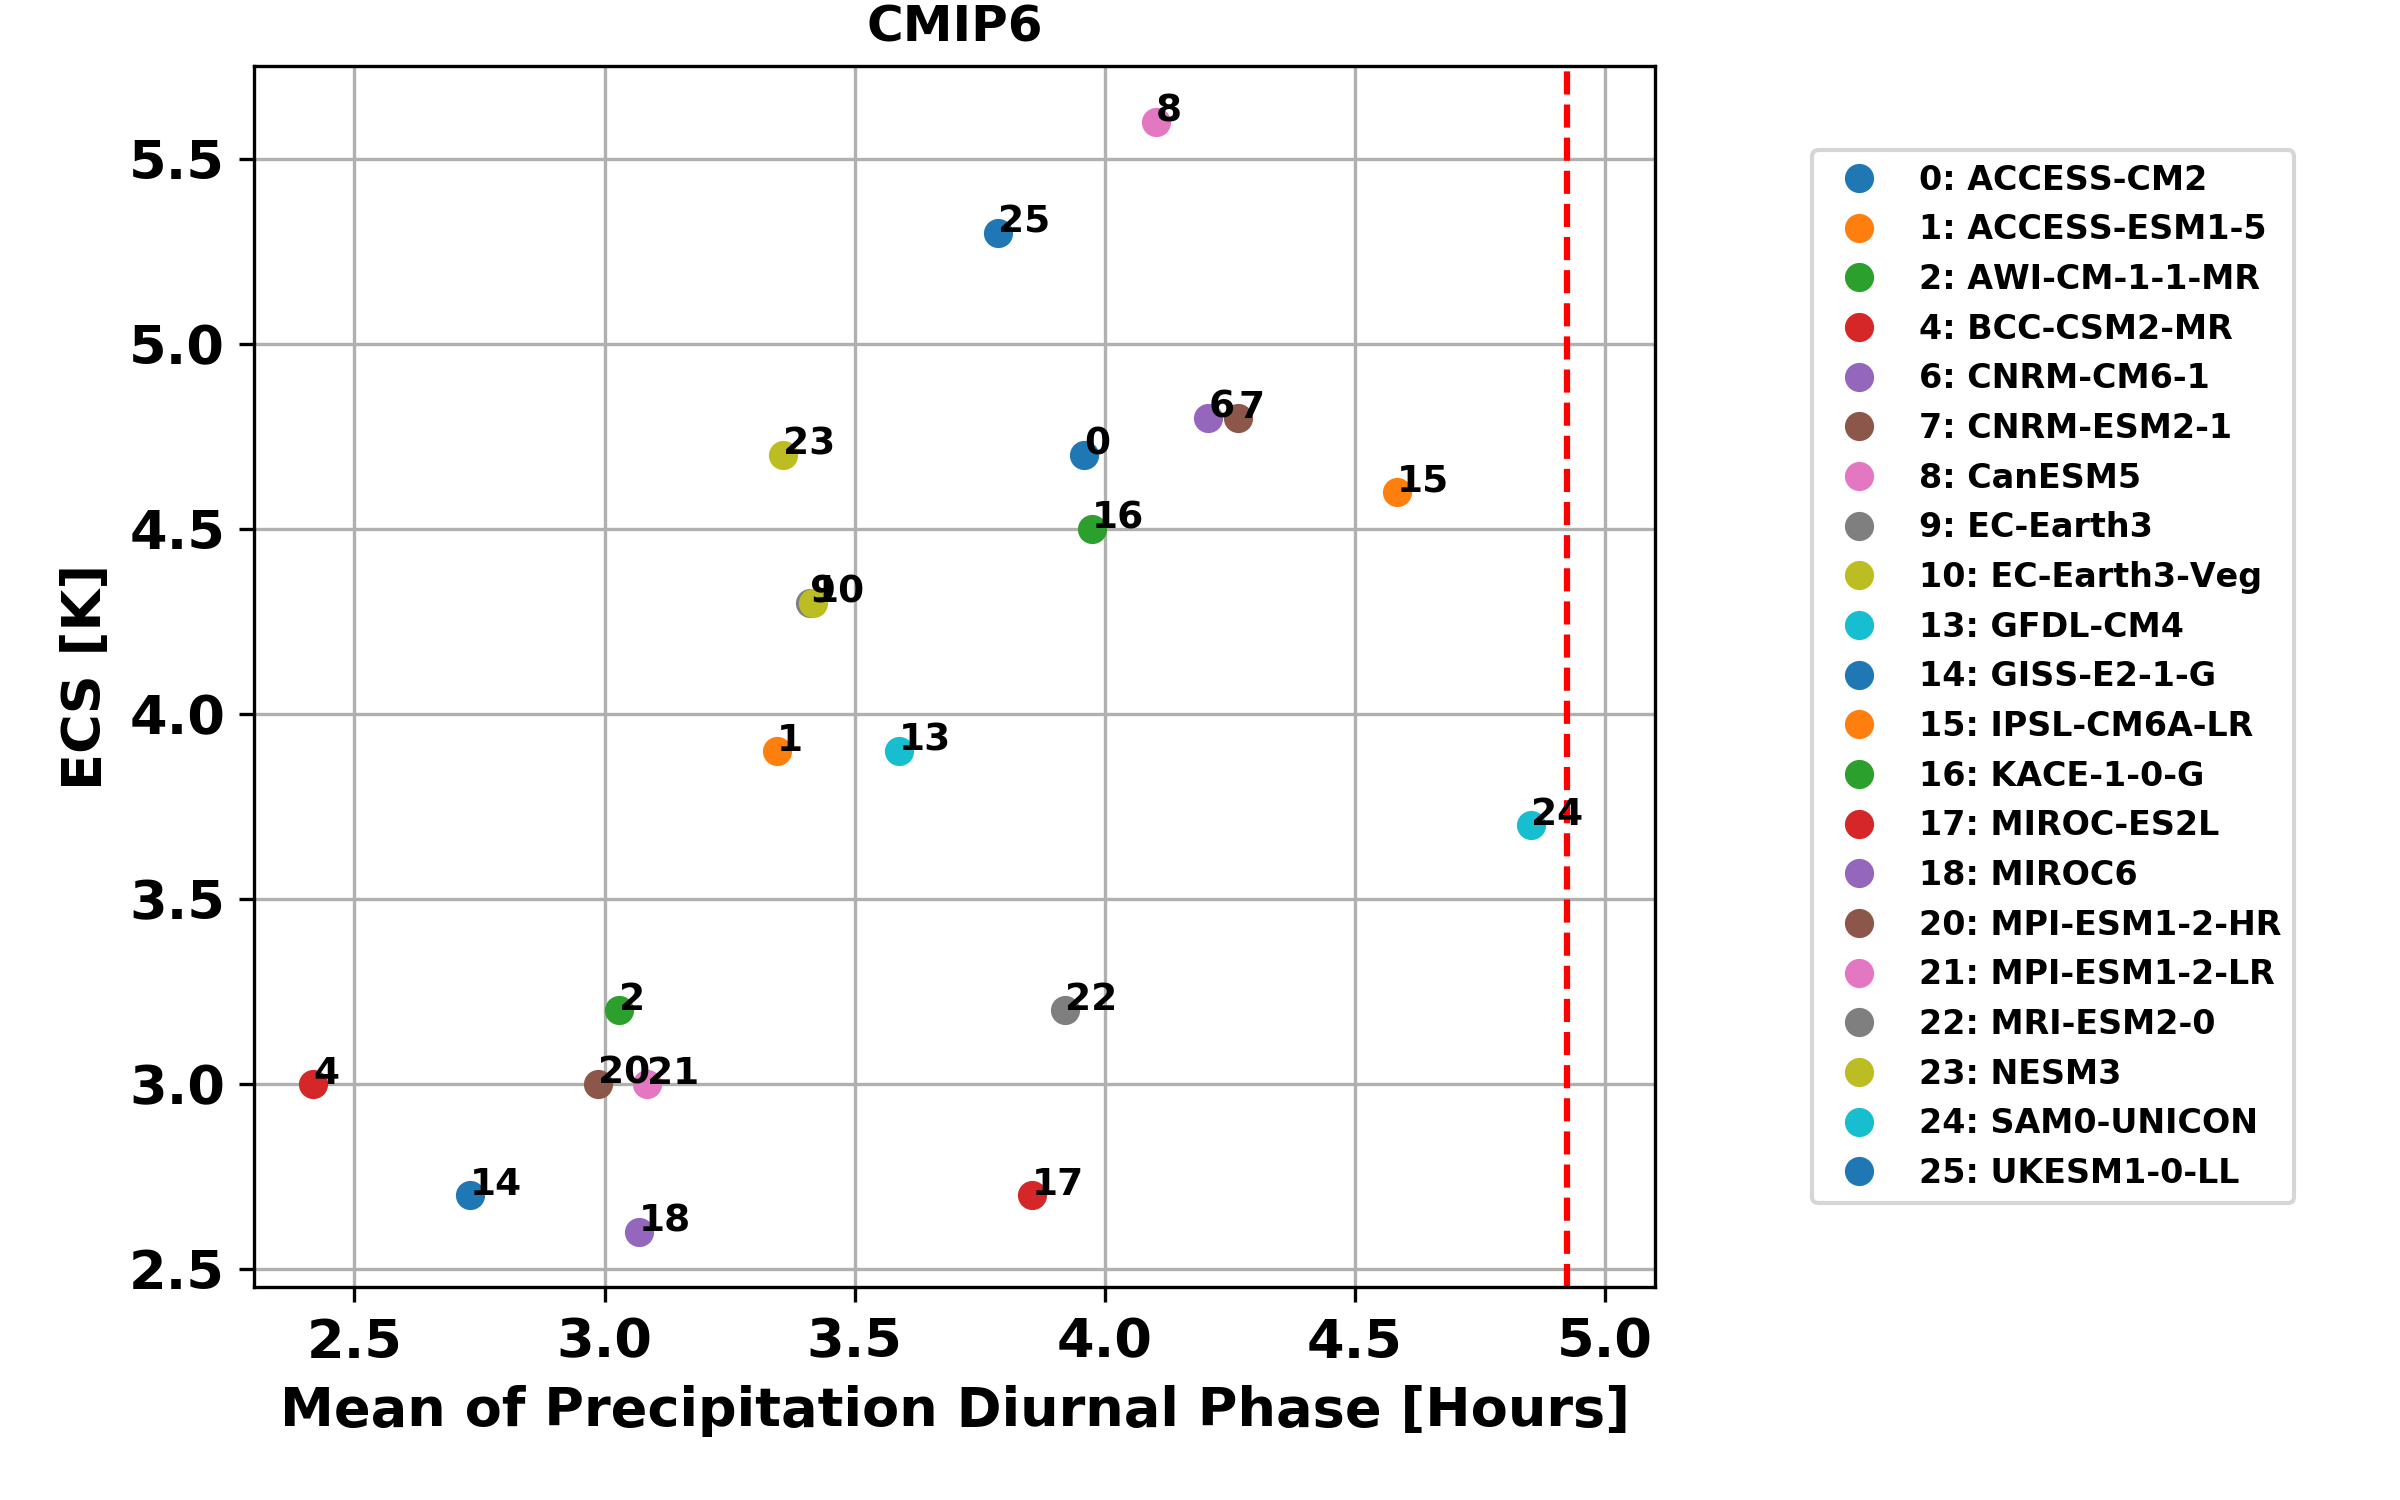 CMIP6
5.5
5.0
4.5
4.0
3.5
3.0
2.5
ECS [K]
8
25
6 7
23
0
15
16
9 10
1
13
24
2
22
4
20 21
14
17
18
2.5 3.0 3.5 4.0 4.5 5.0
Mean of Precipitation Diurnal Phase [Hours]
0: ACCESS-CM2
1: ACCESS-ESM1-5
2: AWI-CM-1-1-MR
4: BCC-CSM2-MR
6: CNRM-CM6-1
7: CNRM-ESM2-1
8: CanESM5
9: EC-Earth3
10: EC-Earth3-Veg
13: GFDL-CM4
14: GISS-E2-1-G
15: IPSL-CM6A-LR
16: KACE-1-0-G
17: MIROC-ES2L
18: MIROC6
20: MPI-ESM1-2-HR
21: MPI-ESM1-2-LR
22: MRI-ESM2-0
23: NESM3
24: SAM0-UNICON
25: UKESM1-0-LL